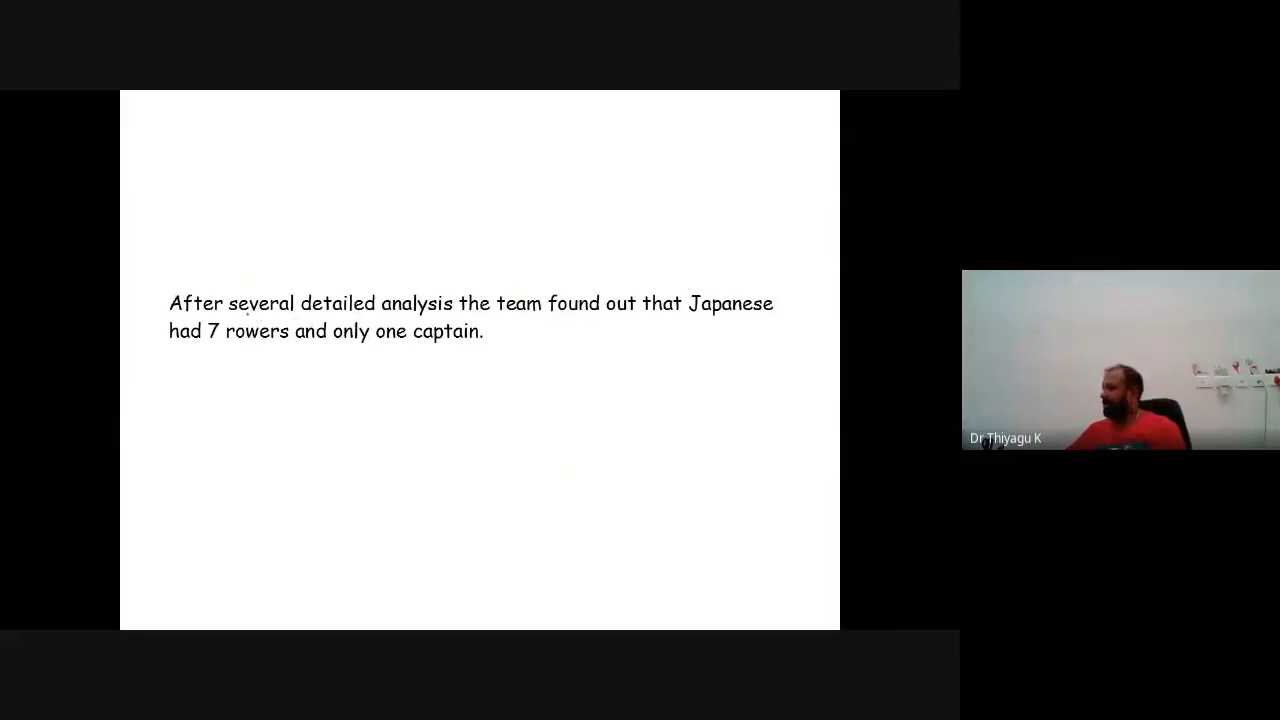 After several detailed analysis the team found out that Japanese
had 7 rowers and only one captain.
Dr Thiyagu K